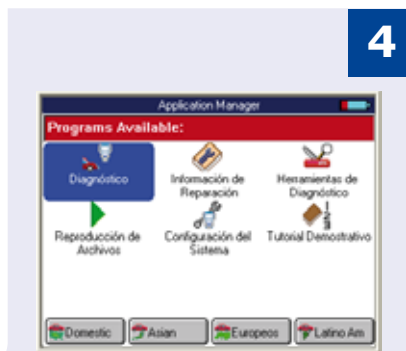 4
Application Manager
Programs Available:
Diagnóstico
Información de
Reparación
Herramientas de
Diagnóstico
Reproducción de
Archivos
Configuración del
Sistema
Tutorial Demostrativo
Domestic
Asian
Europeos
Latino Am